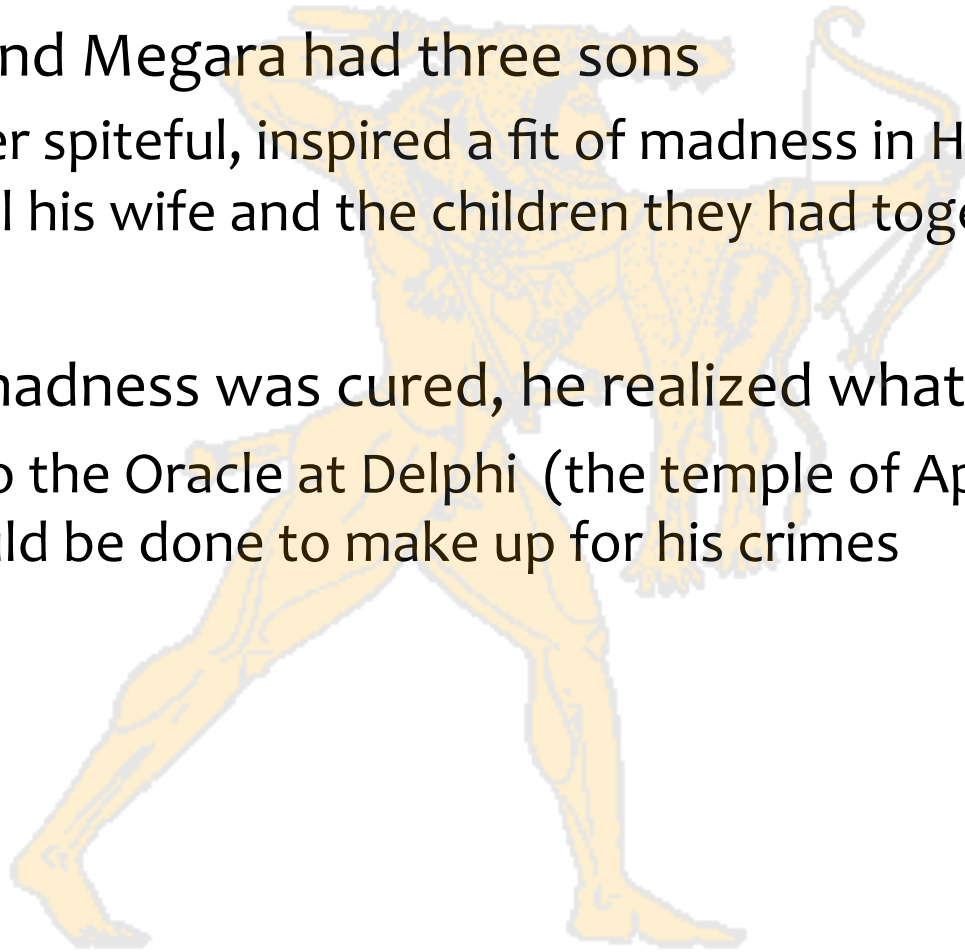 nd Megara had three sons
er spiteful, inspired a fit of madness in H
l his wife and the children they had toge
madness was cured, he realized what
o the Oracle at Delphi (the temple of Ap
ld be done to make up for his crimes